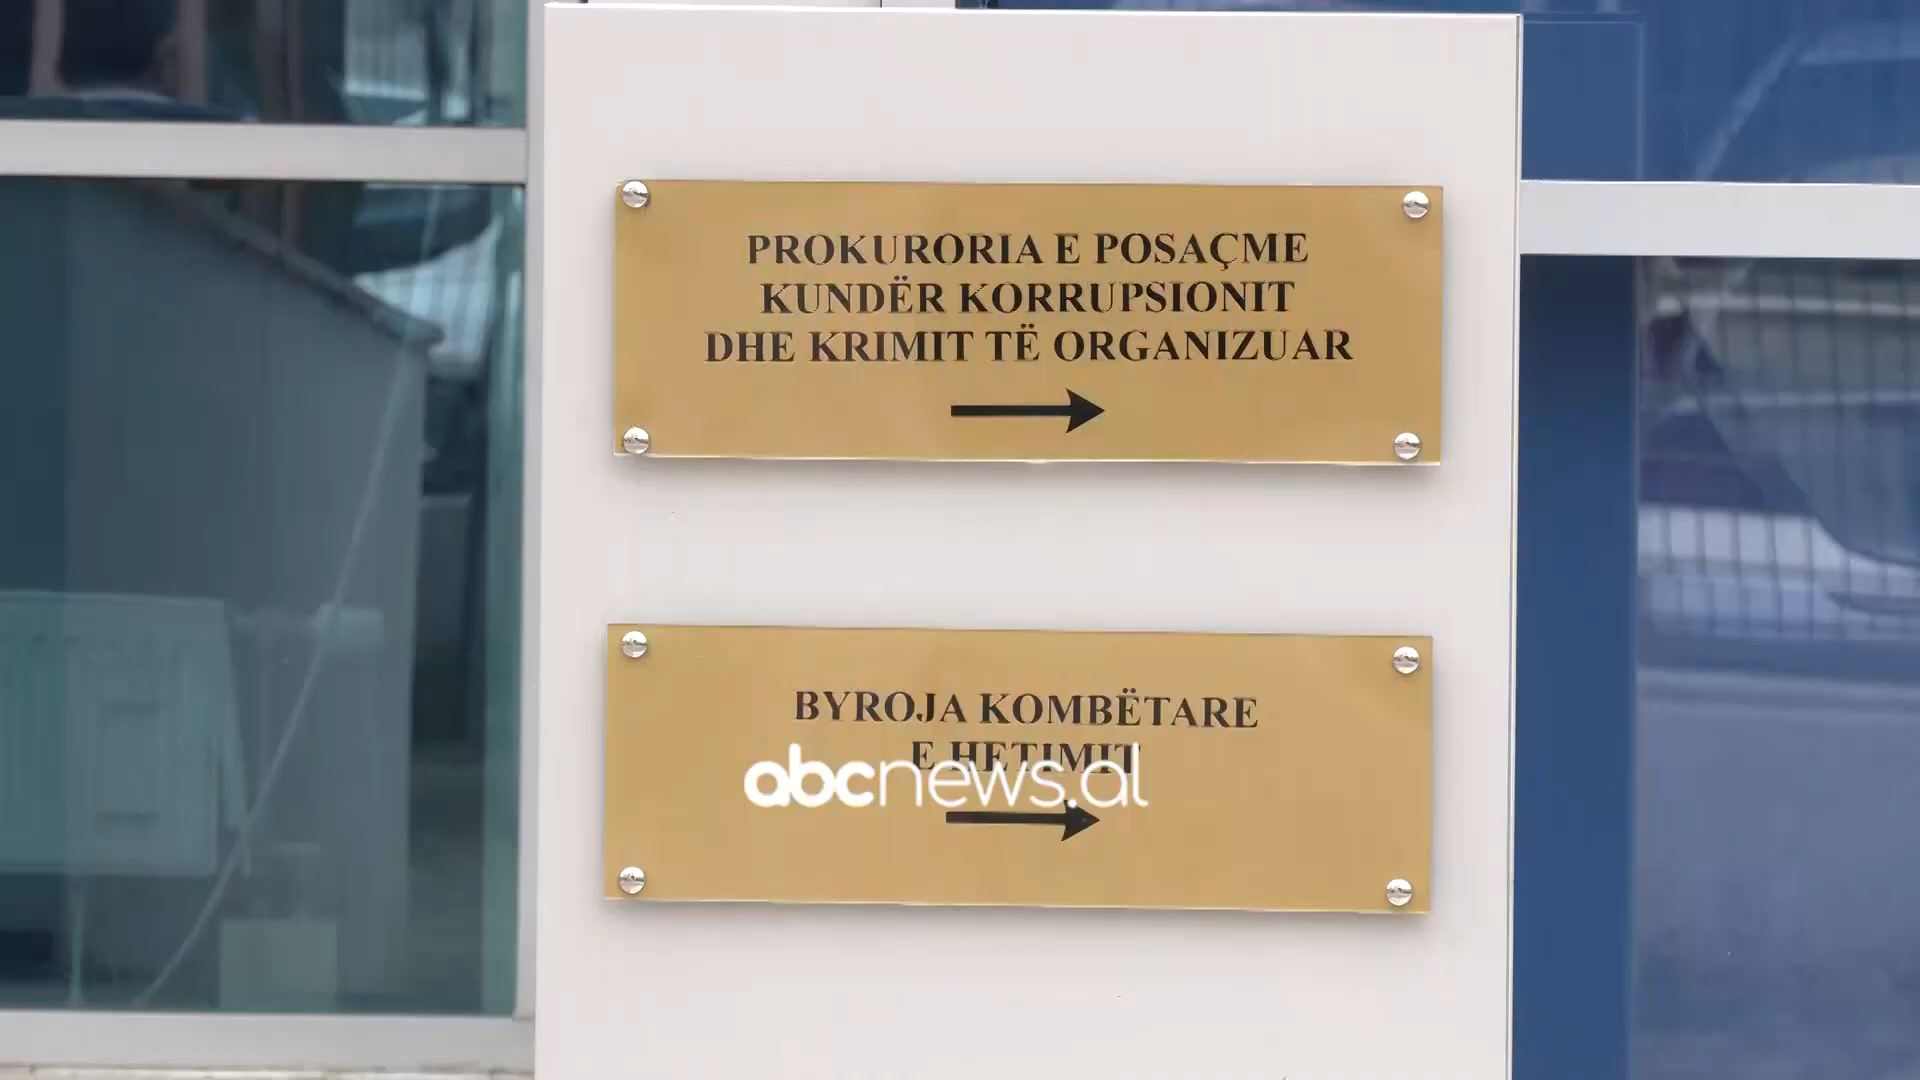 PROKURORIA E POSAÇME
KUNDËR KORRUPSIONIT
DHE KRIMIT TË ORGANIZUAR
BYROJA KOMBËTARE
E HETIMIT
abcnews.al